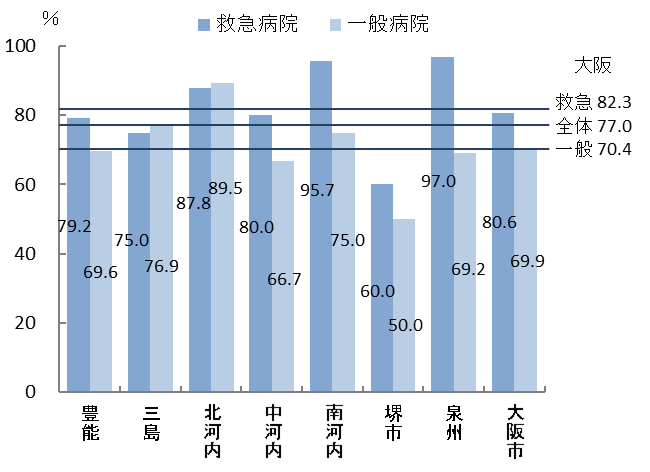 %
救急病院 一般病院
100
80
60
40
20
0
大阪
救急 82.3
全体 77.0
一般 70.4
79.2
69.6
75.0
76.9
87.8
89.5
80.0
66.7
95.7
75.0
60.0
50.0
97.0
69.2
80.6
69.9
豊能
三島
北河内
中河内
南河内
堺市
泉州
大阪市